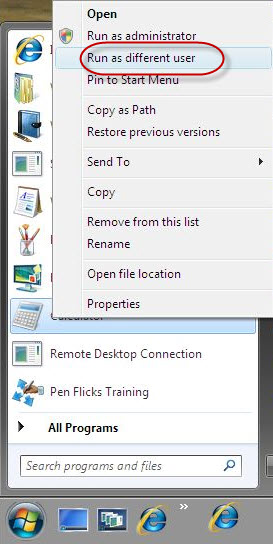 Open
Run as administrator
Run as different user
Pin to Start Menu
Copy as Path
Restore previous versions
Send To
Copy
Remove from this list
Rename
Open file location
Properties
Calculator
Remote Desktop Connection
Pen Flicks Training
All Programs
Search programs and files